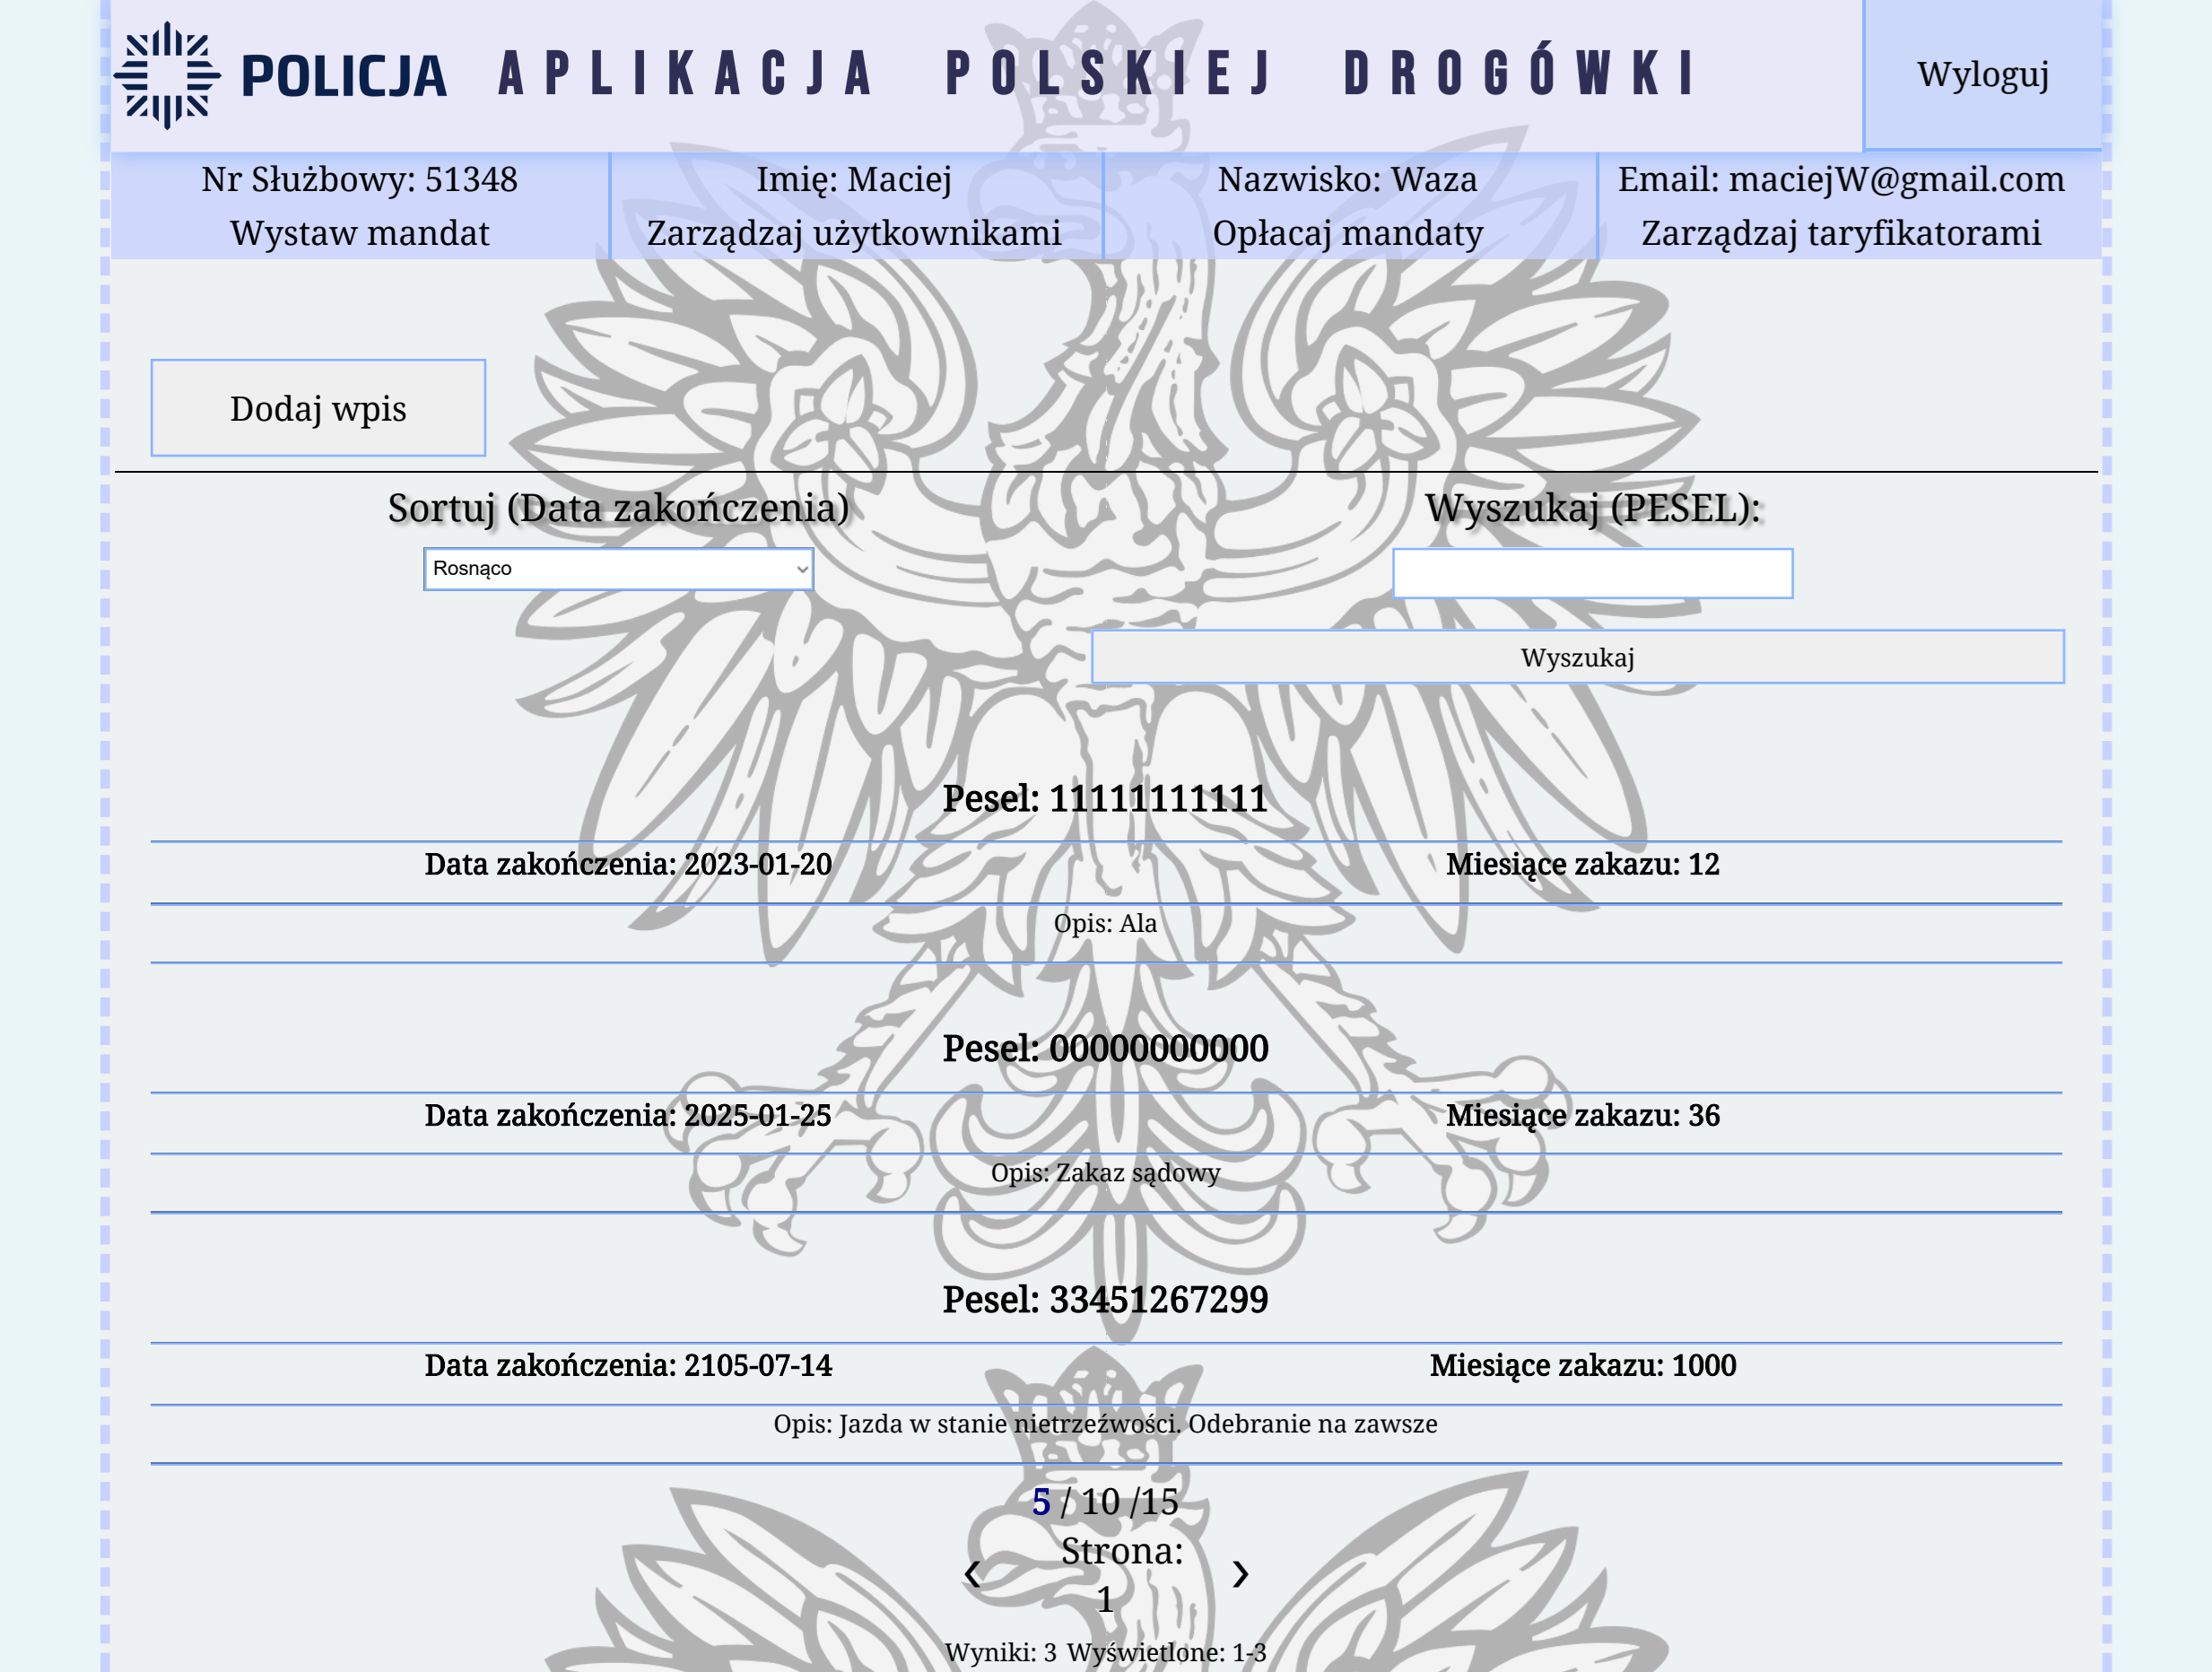 POLICJA APLIKACJA POLSKIEJ DROGÓWKI Wyloguj
Nr Służbowy: 51348 Imię: Maciej Nazwisko: Waza Email: maciejW@gmail.com
Wystaw mandat Zarządzaj użytkownikami Opłacaj mandaty Zarządzaj taryfikatorami
Dodaj wpis
Sortuj (Data zakończenia) Wyszukaj (PESEL):
Rosnąco
Wyszukaj
Pesel: 11111111111
Data zakończenia: 2023-01-20 Miesiące zakazu: 12
Opis: Ala
Pesel: 00000000000
Data zakończenia: 2025-01-25 Miesiące zakazu: 36
Opis: Zakaz sądowy
Pesel: 33451267299
Data zakończenia: 2105-07-14 Miesiące zakazu: 1000
Opis: Jazda w stanie nietrzeźwości. Odebranie na zawsze
5 / 10 /15
Strona:
‹ 1 ›
Wyniki: 3 Wyświetlone: 1-3